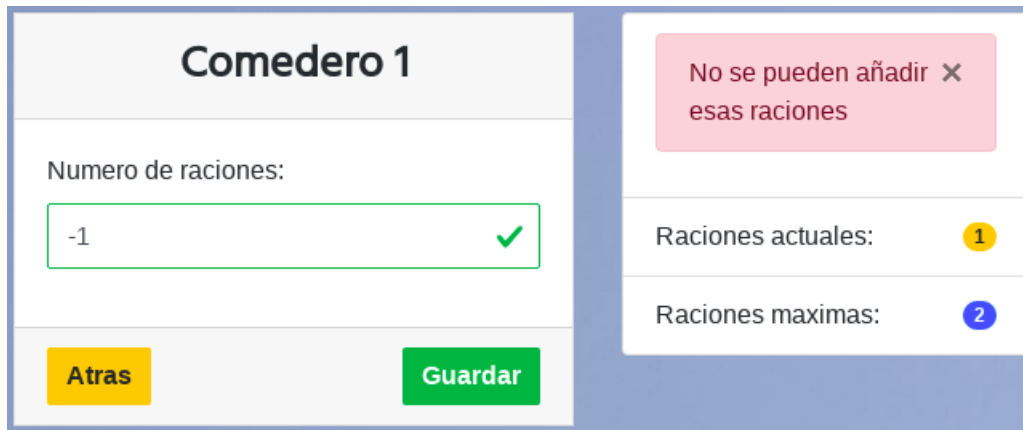 Comedero 1
Numero de raciones:
-1
Atras
Guardar
No se pueden añadir
esas raciones
Raciones actuales: 1
Raciones maximas: 2